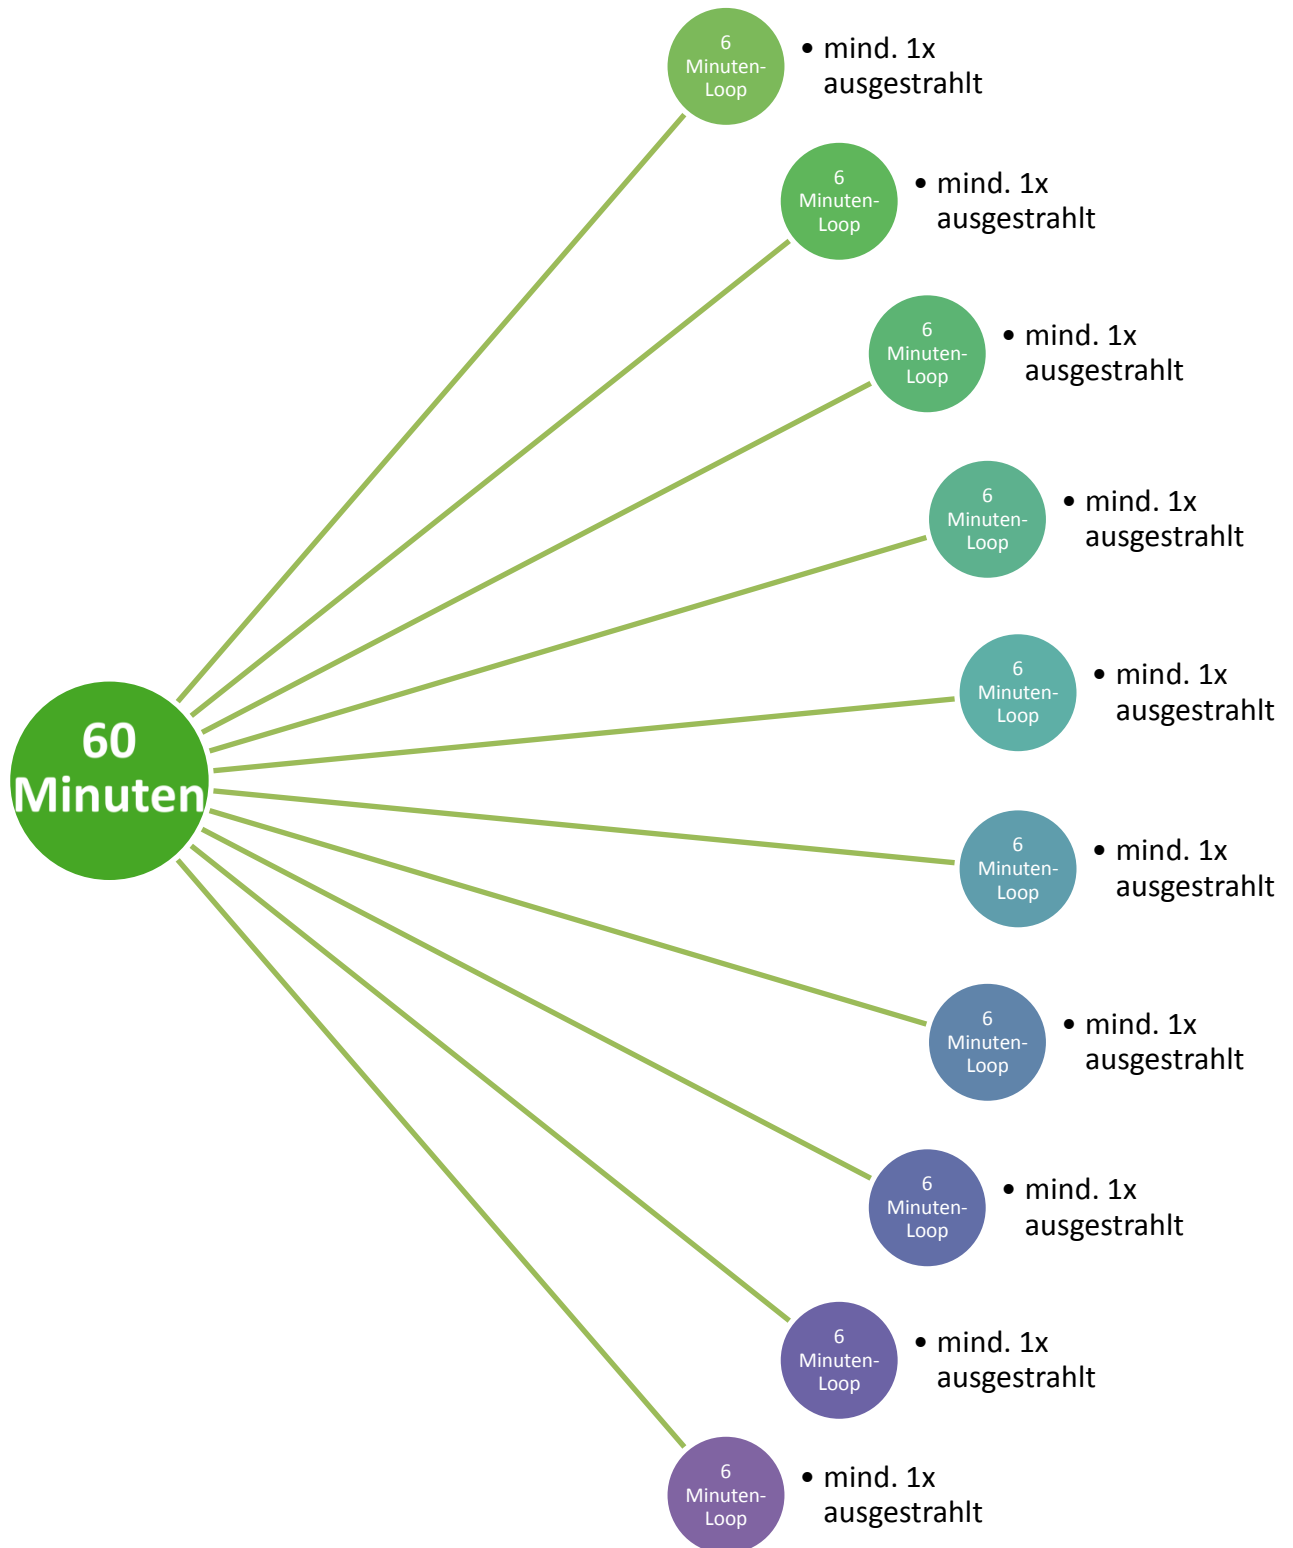 6
Minuten-
Loop
• mind. 1x
ausgestrahlt
6
Minuten-
Loop
• mind. 1x
ausgestrahlt
6
Minuten-
Loop
• mind. 1x
ausgestrahlt
6
Minuten-
Loop
• mind. 1x
ausgestrahlt
6
Minuten-
Loop
• mind. 1x
ausgestrahlt
60
Minuten
6
Minuten-
Loop
• mind. 1x
ausgestrahlt
6
Minuten-
Loop
• mind. 1x
ausgestrahlt
6
Minuten-
Loop
• mind. 1x
ausgestrahlt
6
Minuten-
Loop
• mind. 1x
ausgestrahlt
6
Minuten-
Loop
• mind. 1x
ausgestrahlt